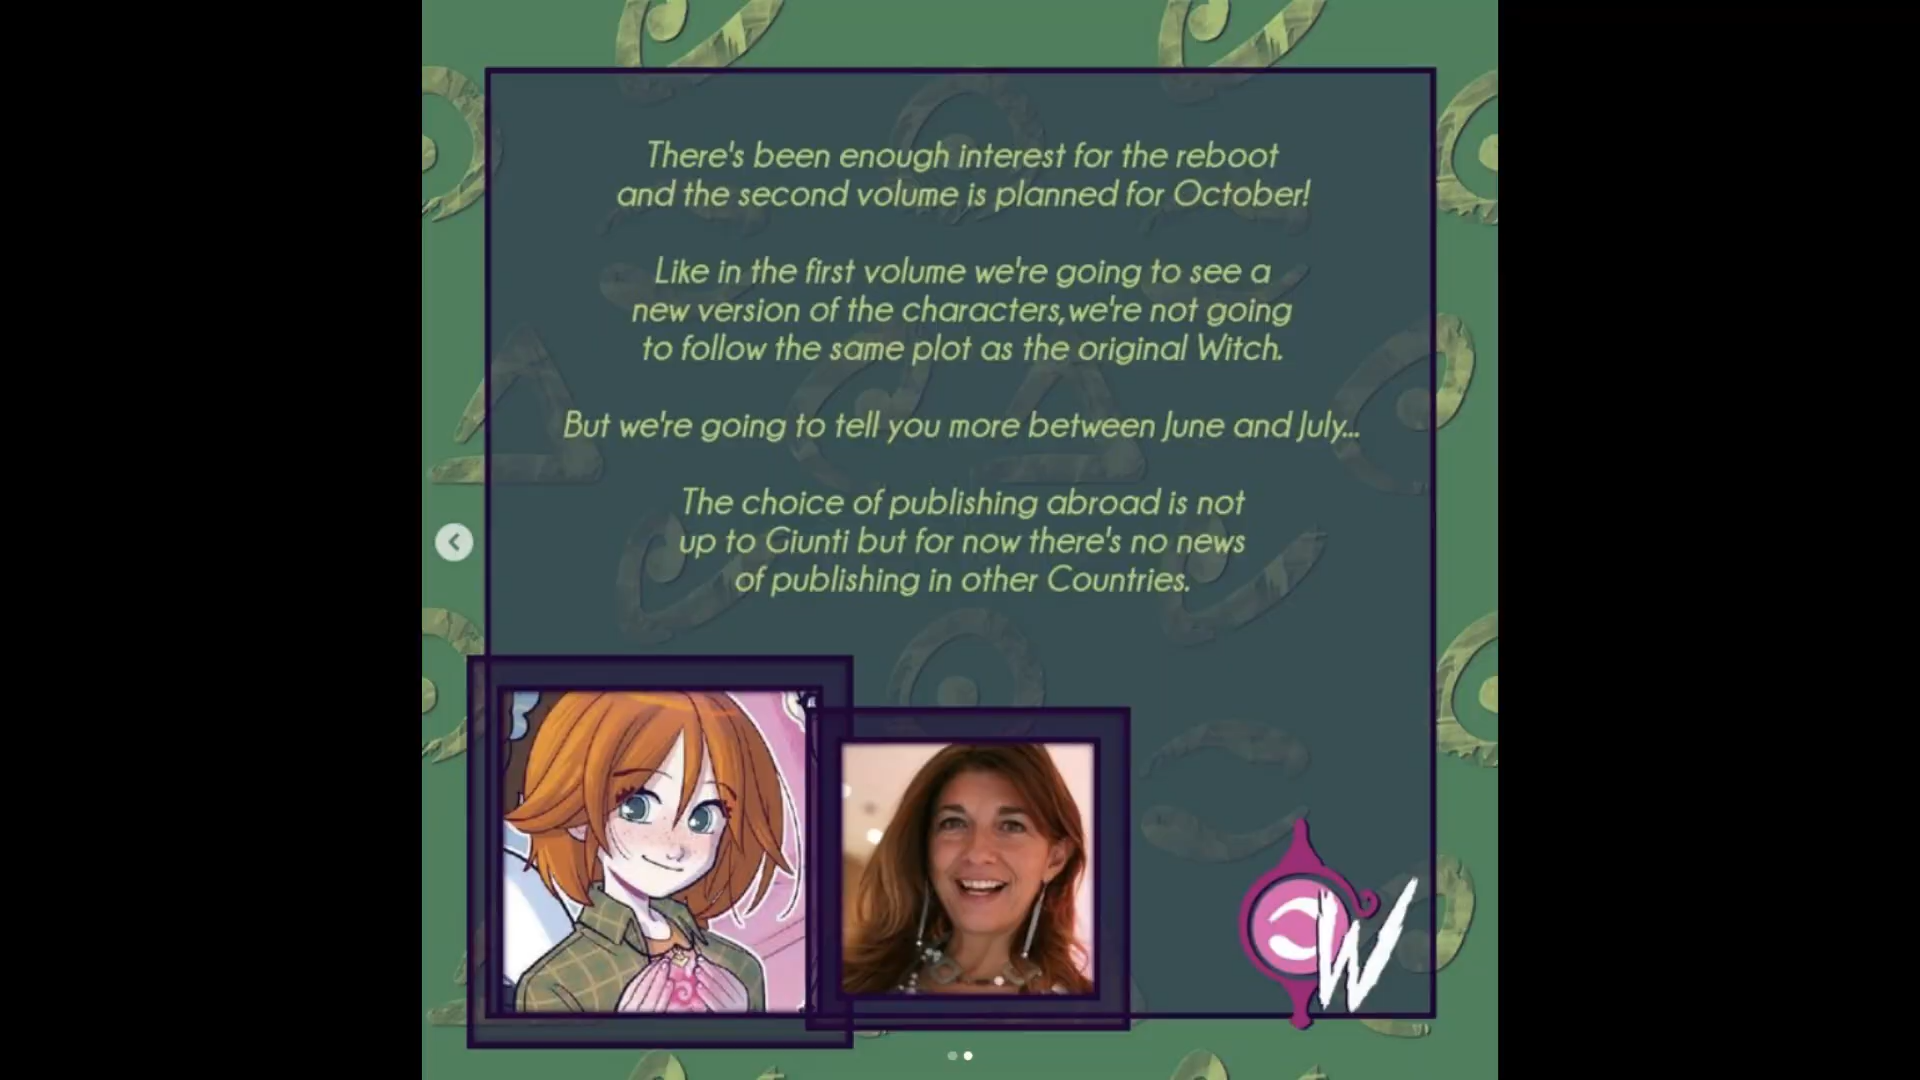 There's been enough interest for the reboot
and the second volume is planned for October!
Like in the first volume we're going to see a
new version of the characters,we're not going
to follow the same plot as the original Witch.
But we're going to tell you more between June and July...
The choice of publishing abroad is not
up to Giunti but for now there's no news
of publishing in other Countries.
W